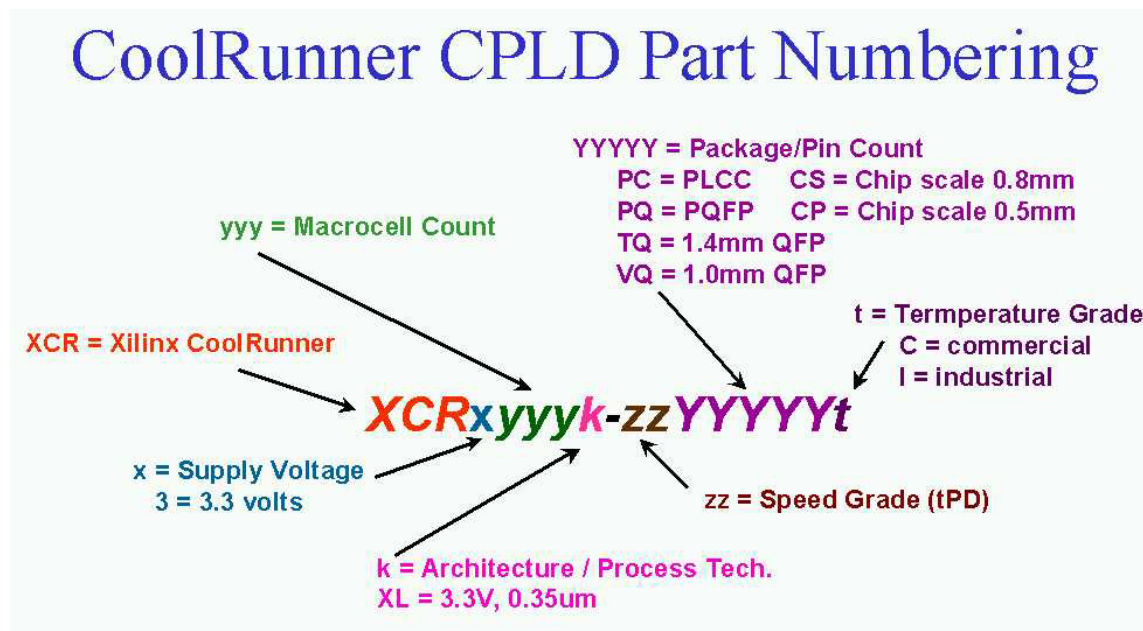 CoolRunner CPLD Part Numbering
YYYYY = Package/Pin Count
PC = PLCC CS = Chip scale 0.8mm
PQ = PQFP CP = Chip scale 0.5mm
TQ = 1.4mm QFP
VQ = 1.0mm QFP
yyy = Macrocell Count
t = Termperature Grade
C = commercial
I = industrial
XCR = Xilinx CoolRunner
XCRxyyyk-zzYYYYYt
x = Supply Voltage
3 = 3.3 volts
zz = Speed Grade (tPD)
k = Architecture / Process Tech.
XL = 3.3V, 0.35um